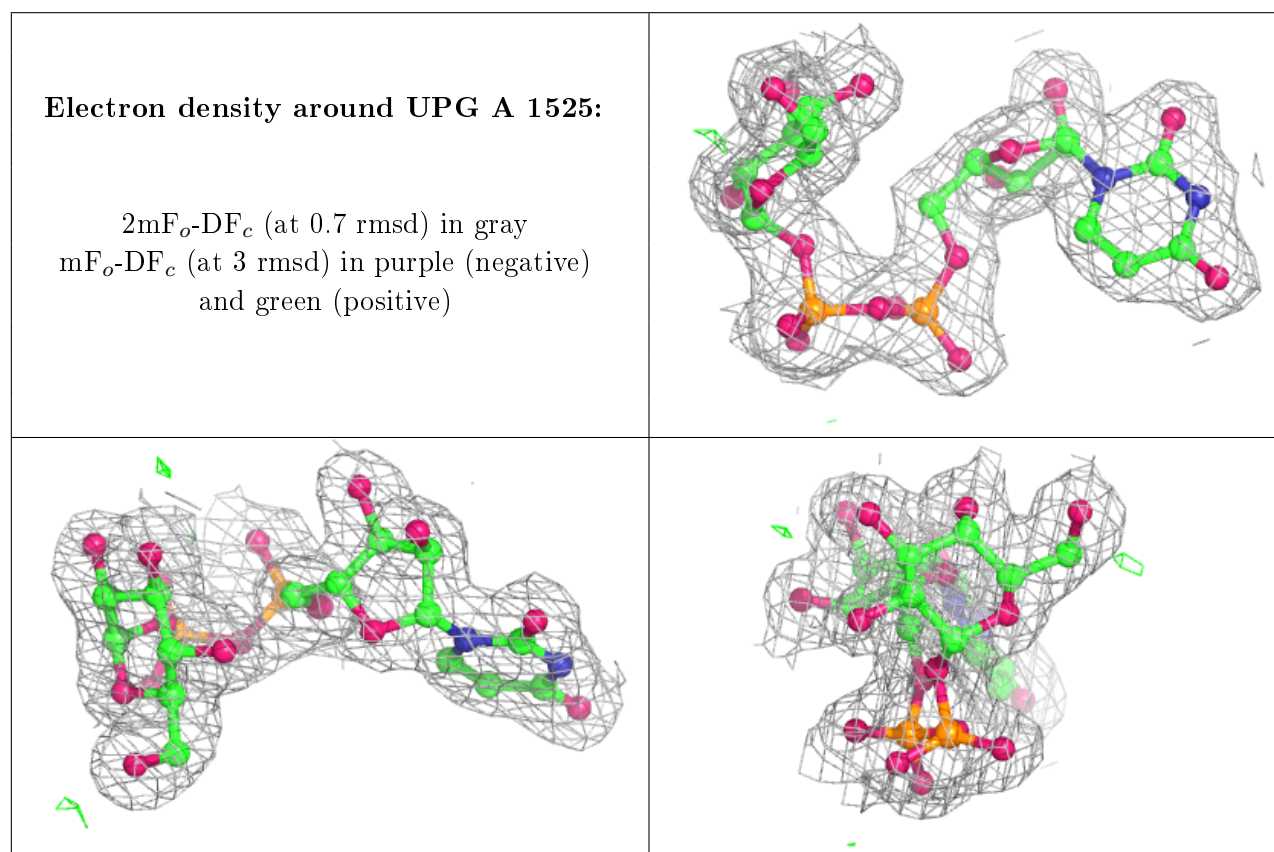 Electron density around UPG A 1525:
2mFo-DFc (at 0.7 rmsd) in gray
mFo-DFc (at 3 rmsd) in purple (negative)
and green (positive)